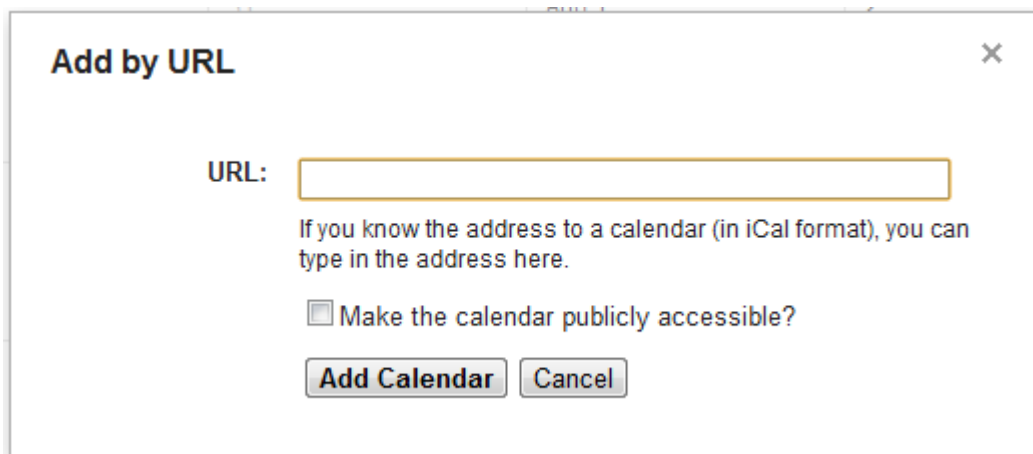 Add by URL
URL:
If you know the address to a calendar (in iCal format), you can
type in the address here.
Make the calendar publicly accessible?
Add Calendar Cancel